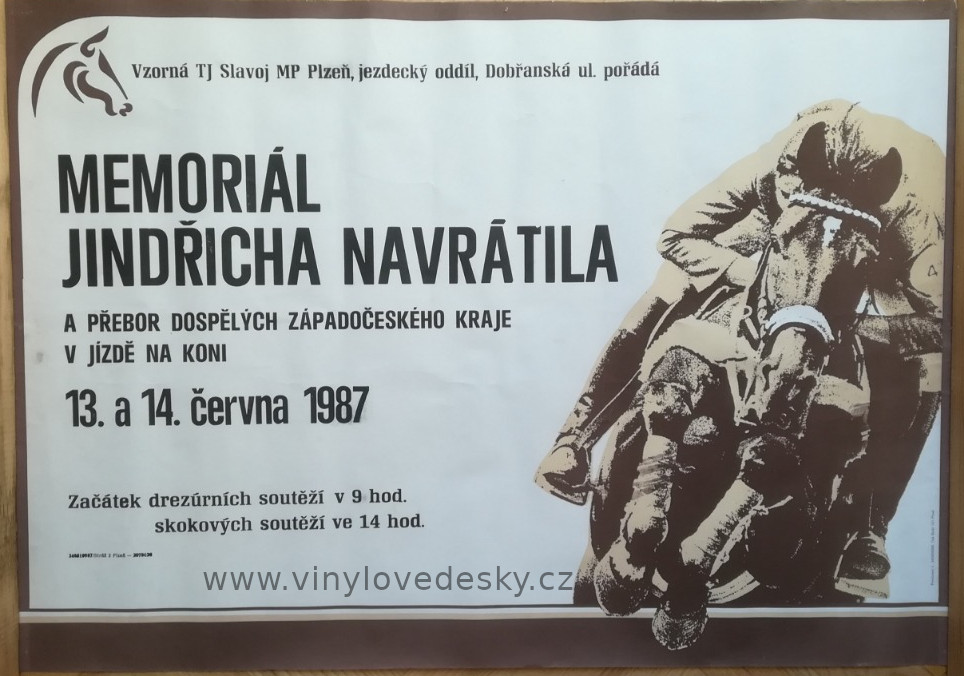 Vzorná TJ Slavoj MP Plzeň, jezdecký oddíl, Dobřanská ul. pořádá
MEMORIÁL
JINDŘICHA NAVRÁTILA
A PŘEBOR DOSPĚLÝCH ZÁPADOČESKÉHO KRAJE
V JÍZDĚ NA KONI
13. a 14. června 1987
Začátek drezúrních soutěží v 9 hod.
skokových soutěží ve 14 hod.
www.vinylovedesky.cz